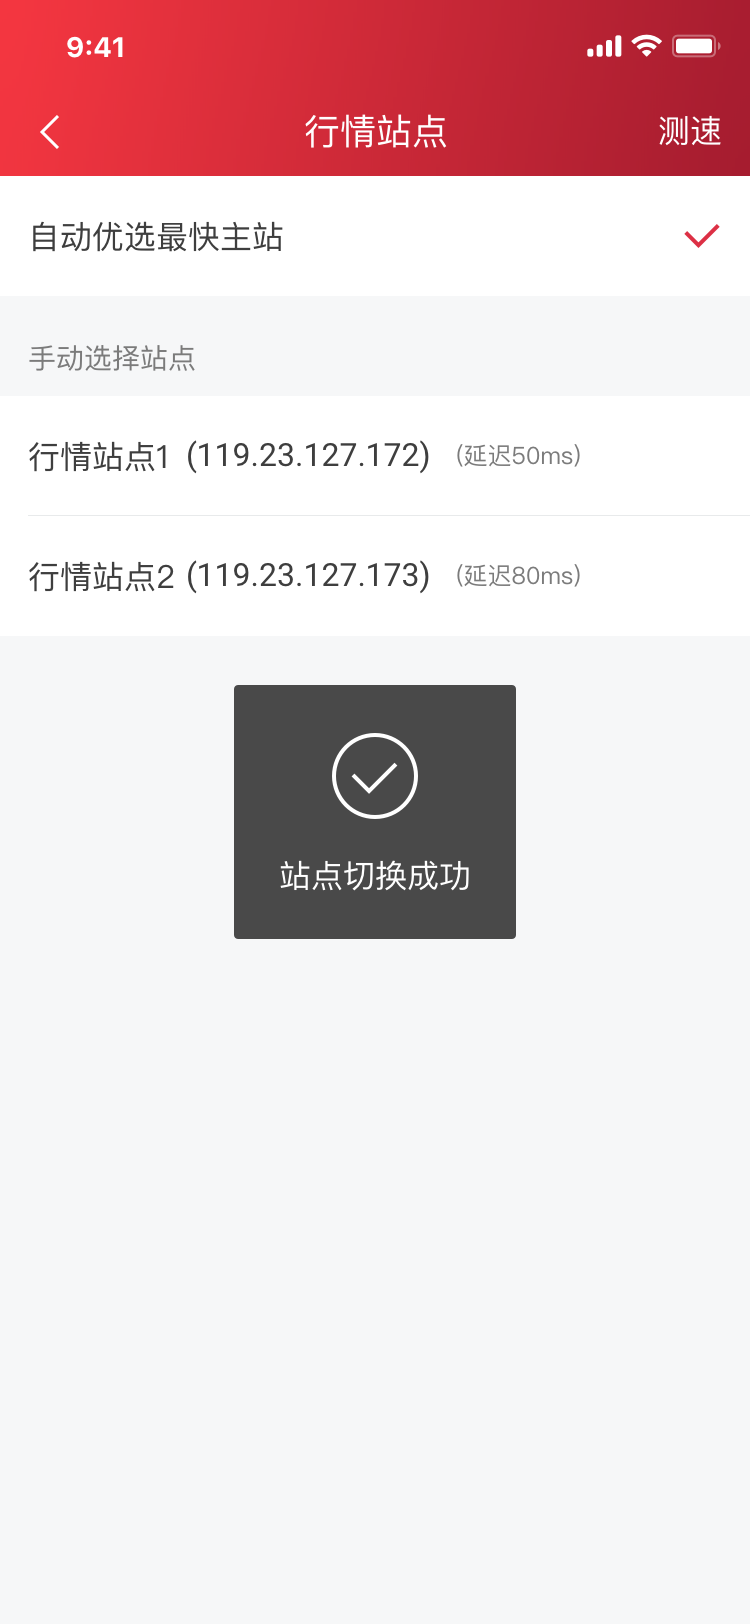 9:41
行情站点 测速
自动优选最快主站
手动选择站点
行情站点1 (119.23.127.172) (延迟50ms)
行情站点2 (119.23.127.173) (延迟80ms)
站点切换成功